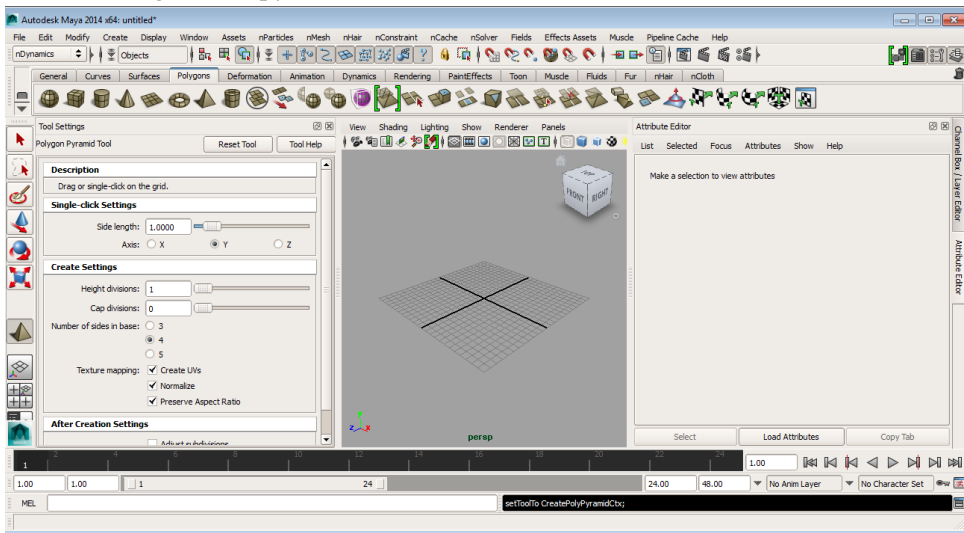 Autodesk Maya 2014 x64: untitled*
File Edit Modify Create Display Window Assets nParticles nMesh nHair nConstraint nCache nSolver Fields Effects Assets Muscle Pipeline Cache Help
nDynamics Objects
General Curves Surfaces Polygons Deformation Animation Dynamics Rendering PaintEffects Toon Muscle Fluids Fur nHair nCloth
Tool Settings
Polygon Pyramid Tool Reset Tool Tool Help
Description
Drag or single-click on the grid.
Single-click Settings
Side length: 1.0000
Axis: X Y Z
Create Settings
Height divisions: 1
Cap divisions: 0
Number of sides in base: 3
4
5
Texture mapping: Create UVs
Normalize
Preserve Aspect Ratio
After Creation Settings
Adjust subdivisions
View Shading Lighting Show Renderer Panels
TOP
FRONT RIGHT
y
z x
persp
Attribute Editor
List Selected Focus Attributes Show Help
Make a selection to view attributes
Select Load Attributes Copy Tab
Channel Box / Layer Editor
Attribute Editor
1 2 4 6 8 10 12 14 16 18 20 22 24 1.00
1.00 1.00 1 24 24.00 48.00 No Anim Layer No Character Set
MEL setToolTo CreatePolyPyramidCtx;